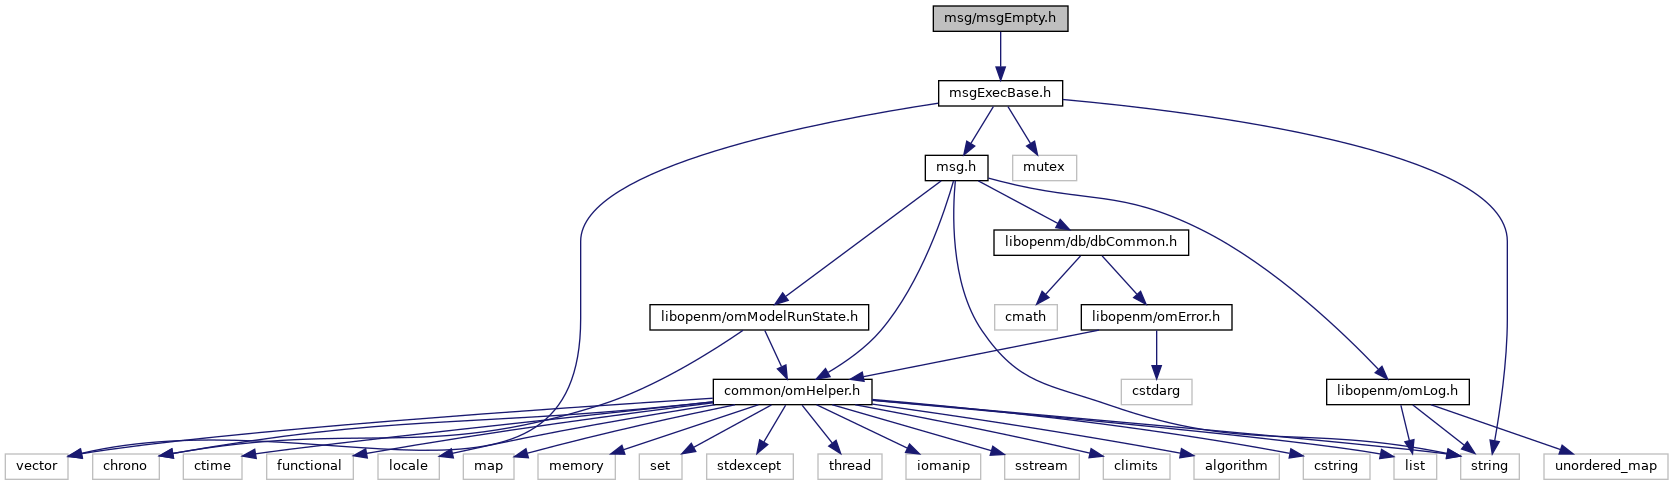 msg/msgEmpty.h
msgExecBase.h
msg.h
mutex
libopenm/db/dbCommon.h
libopenm/omModelRunState.h
cmath
libopenm/omError.h
common/omHelper.h
cstdarg
libopenm/omLog.h
vector
chrono
ctime
functional
locale
map
memory
set
stdexcept
thread
iomanip
sstream
climits
algorithm
cstring
list
string
unordered_map